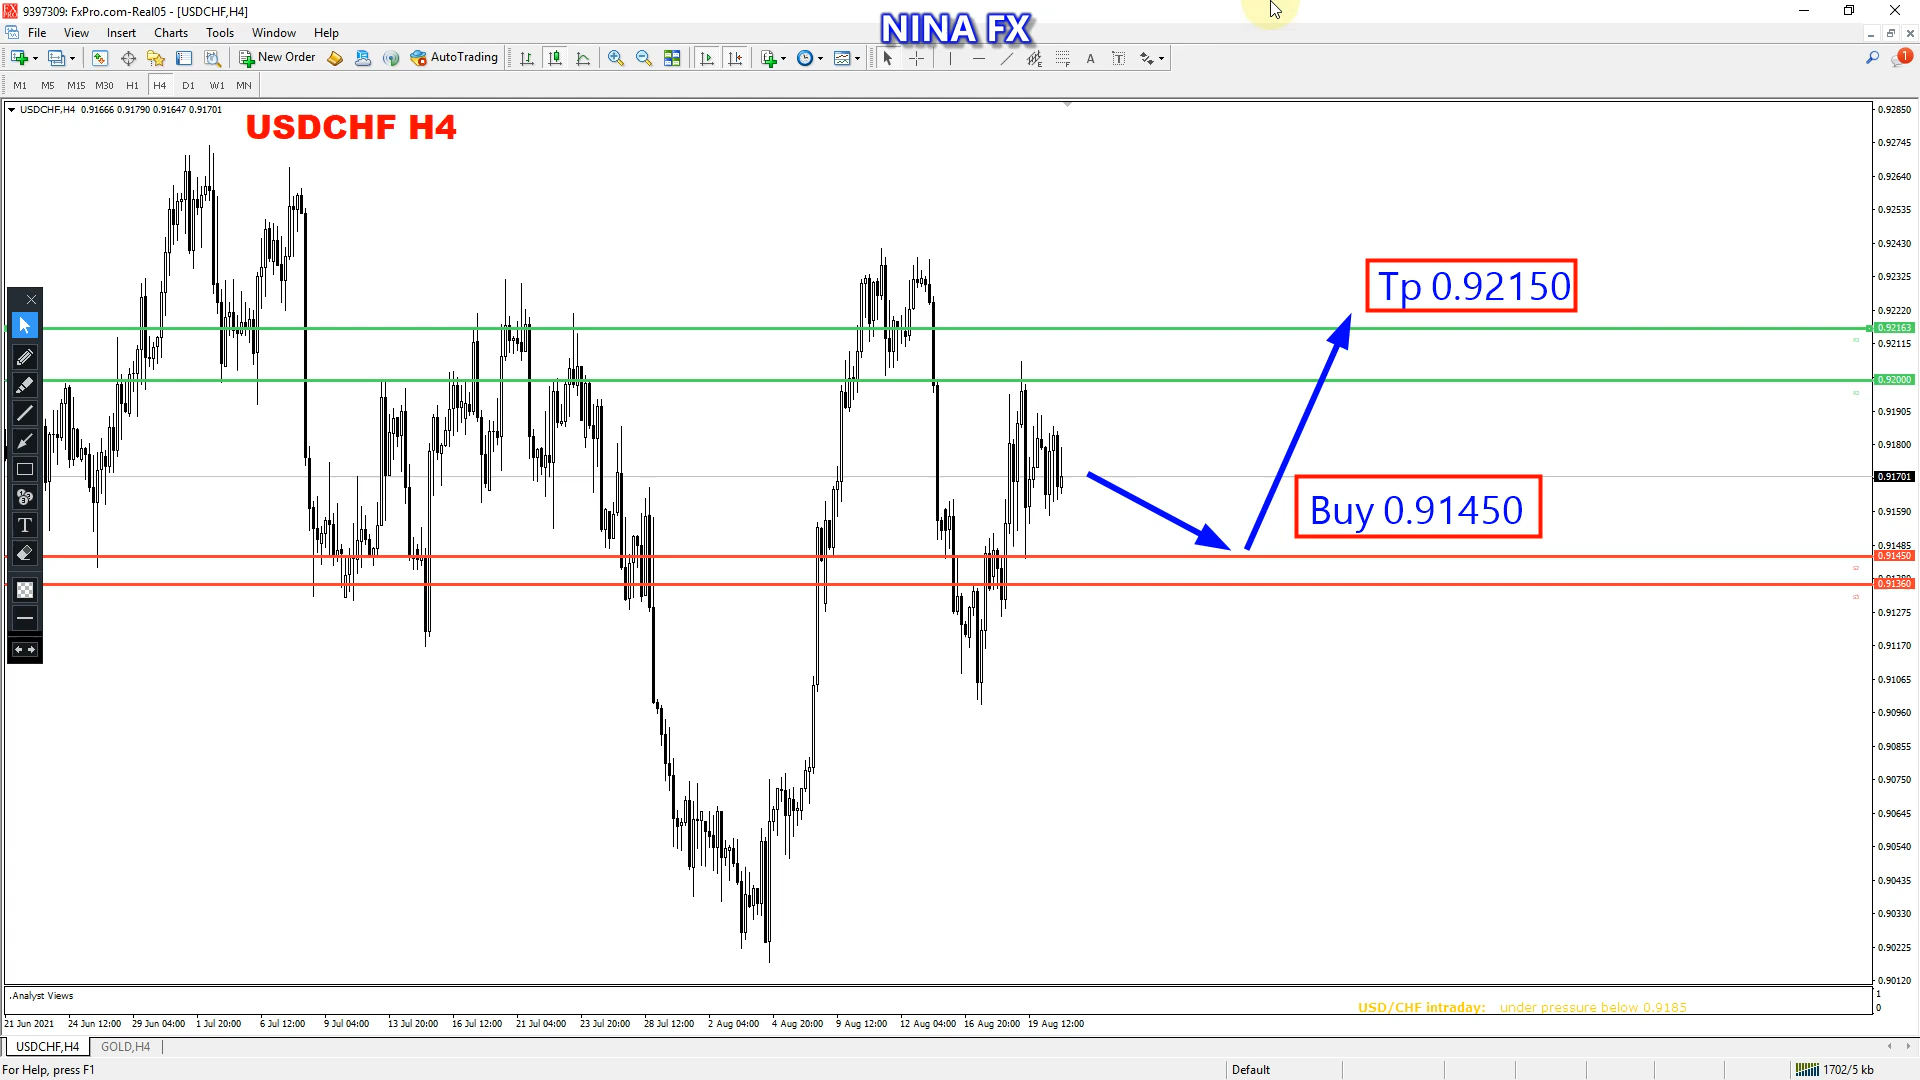 9397309: FxPro.com-Real05 - [USDCHF,H4]
NINA FX
File View Insert Charts Tools Window Help
New Order AutoTrading
M1 M5 M15 M30 H1 H4 D1 W1 MN
USDCHF,H4 0.91666 0.91790 0.91647 0.91701
USDCHF H4
0.92850
0.92745
0.92640
0.92535
0.92430
0.92325
0.92220
0.92163
0.92115
0.92000
0.91905
0.91800
0.91701
0.91590
0.91485
0.91450
0.91360
0.91275
0.91170
0.91065
0.90960
0.90855
0.90750
0.90645
0.90540
0.90435
0.90330
0.90225
0.90120
Tp 0.92150
Buy 0.91450
.Analyst Views
1
0
USD/CHF intraday: under pressure below 0.9185
21 Jun 2021 24 Jun 12:00 29 Jun 04:00 1 Jul 20:00 6 Jul 12:00 9 Jul 04:00 13 Jul 20:00 16 Jul 12:00 21 Jul 04:00 23 Jul 20:00 28 Jul 12:00 2 Aug 04:00 4 Aug 20:00 9 Aug 12:00 12 Aug 04:00 16 Aug 20:00 19 Aug 12:00
USDCHF,H4 GOLD,H4
For Help, press F1 Default 1702/5 kb